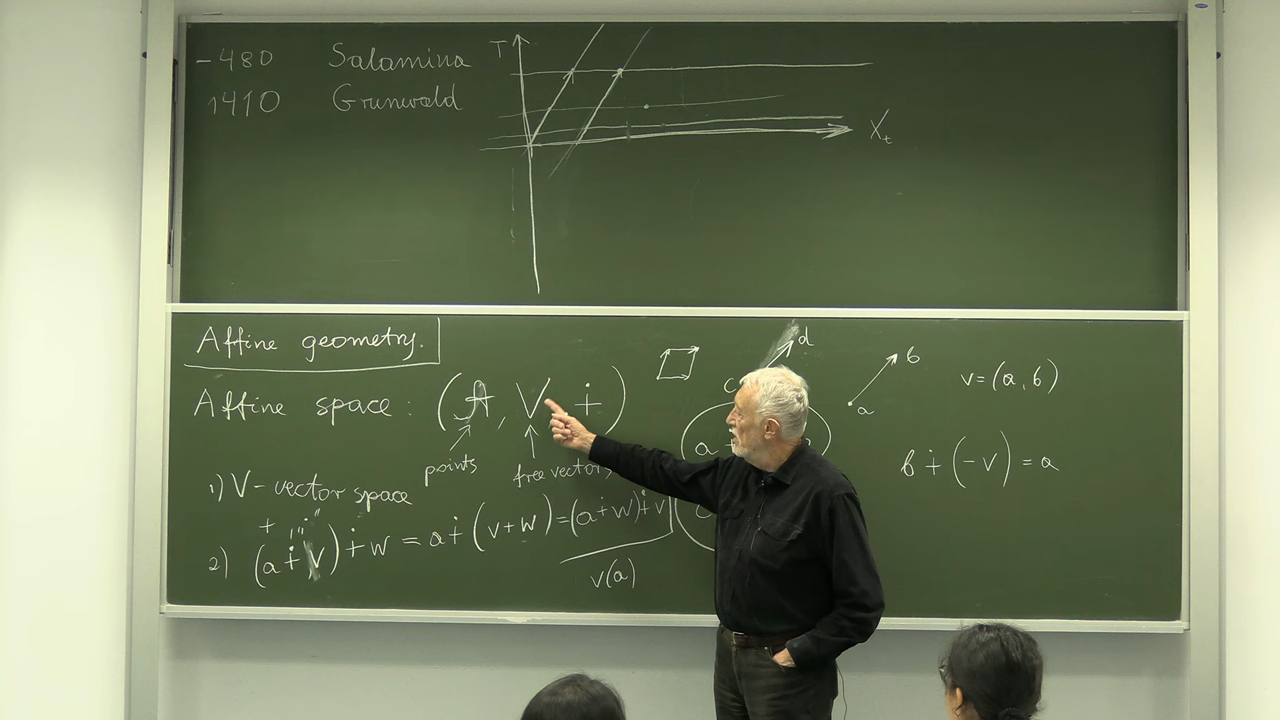 -480 Salamina
1410 Grunwald
T
X_t
Affine geometry.
Affine space: (A, V, ∔)
points
free vectors
1) V - vector space
+ "∔"
2) (a ∔ v) ∔ w = a ∔ (v + w) = (a ∔ w) ∔ v
v(a)
c d
a
a b
v = (a, b)
b ∔ (-v) = a